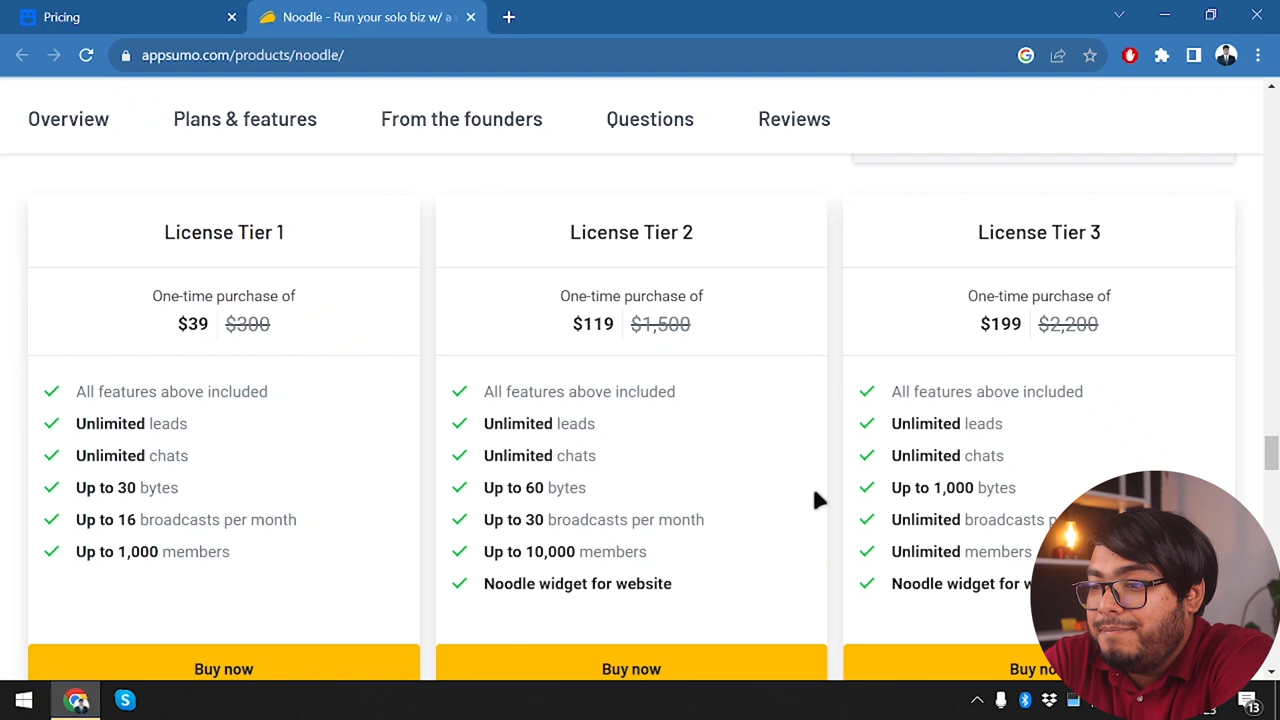 Pricing
Noodle - Run your solo biz w/ a
appsumo.com/products/noodle/
Overview
Plans & features
From the founders
Questions
Reviews
License Tier 1
One-time purchase of
$39 $300
All features above included
Unlimited leads
Unlimited chats
Up to 30 bytes
Up to 16 broadcasts per month
Up to 1,000 members
Buy now
License Tier 2
One-time purchase of
$119 $1,500
All features above included
Unlimited leads
Unlimited chats
Up to 60 bytes
Up to 30 broadcasts per month
Up to 10,000 members
Noodle widget for website
Buy now
License Tier 3
One-time purchase of
$199 $2,200
All features above included
Unlimited leads
Unlimited chats
Up to 1,000 bytes
Unlimited broadcasts
Unlimited members
Noodle widget for
Buy
13